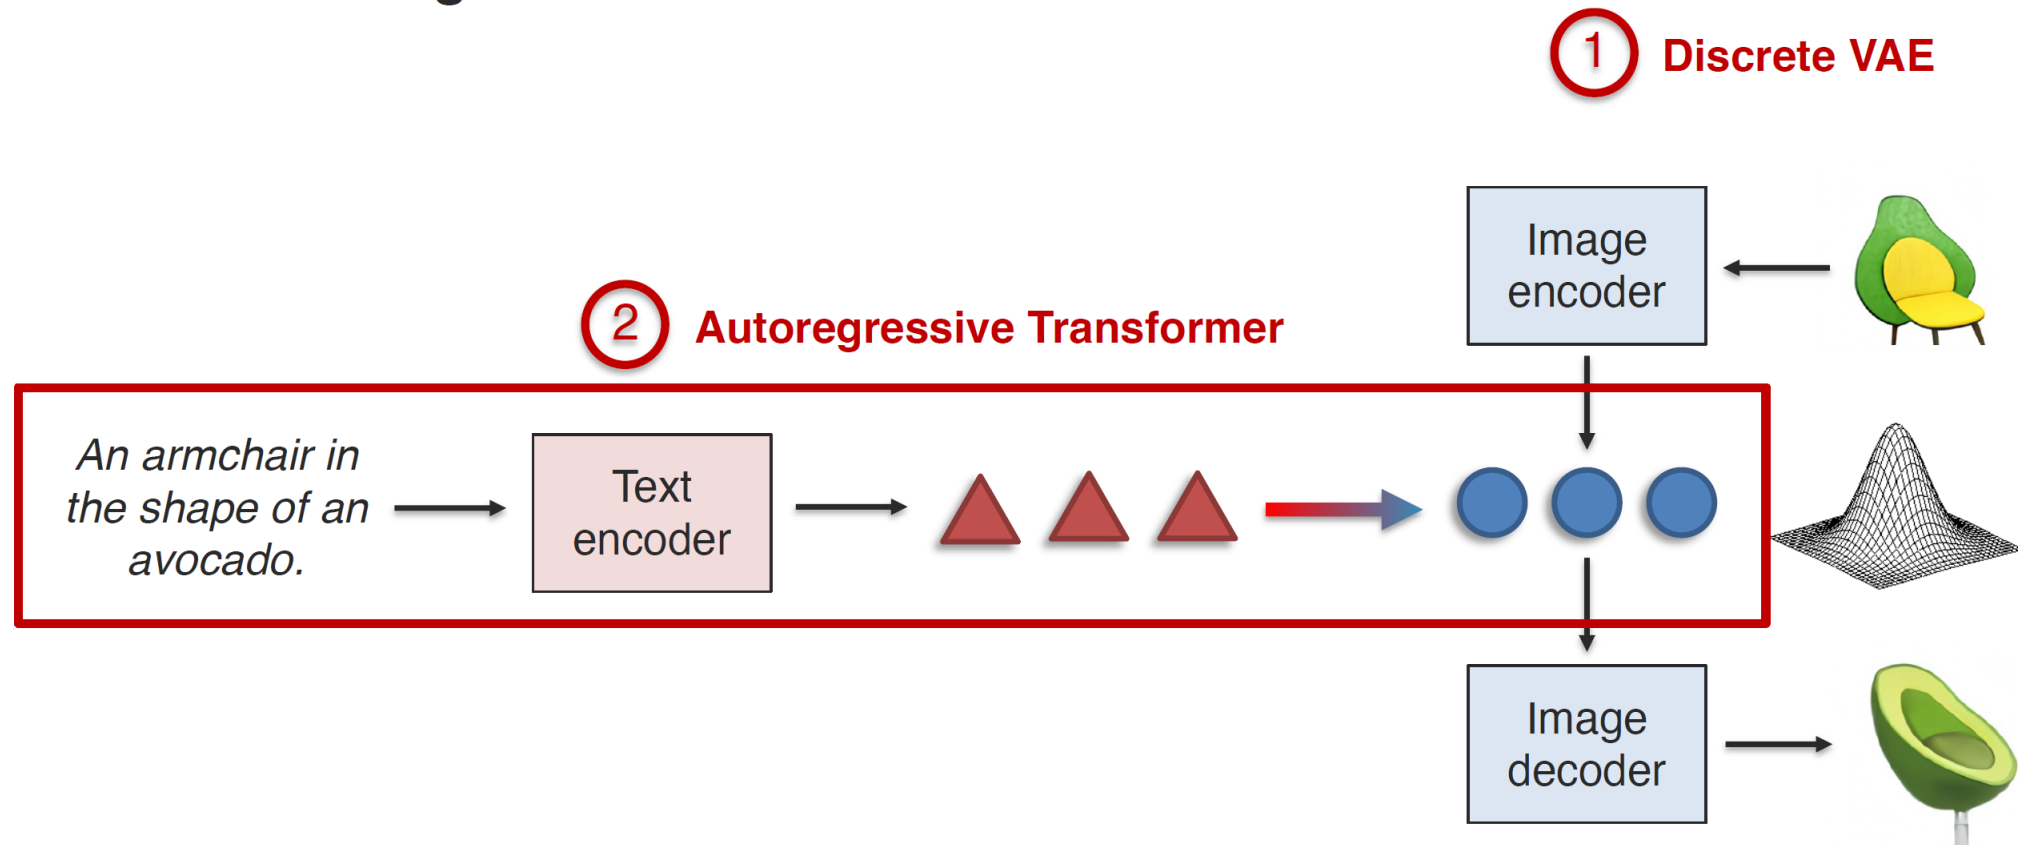 1 Discrete VAE
Image
encoder
2 Autoregressive Transformer
An armchair in
the shape of an
avocado.
Text
encoder
Image
decoder